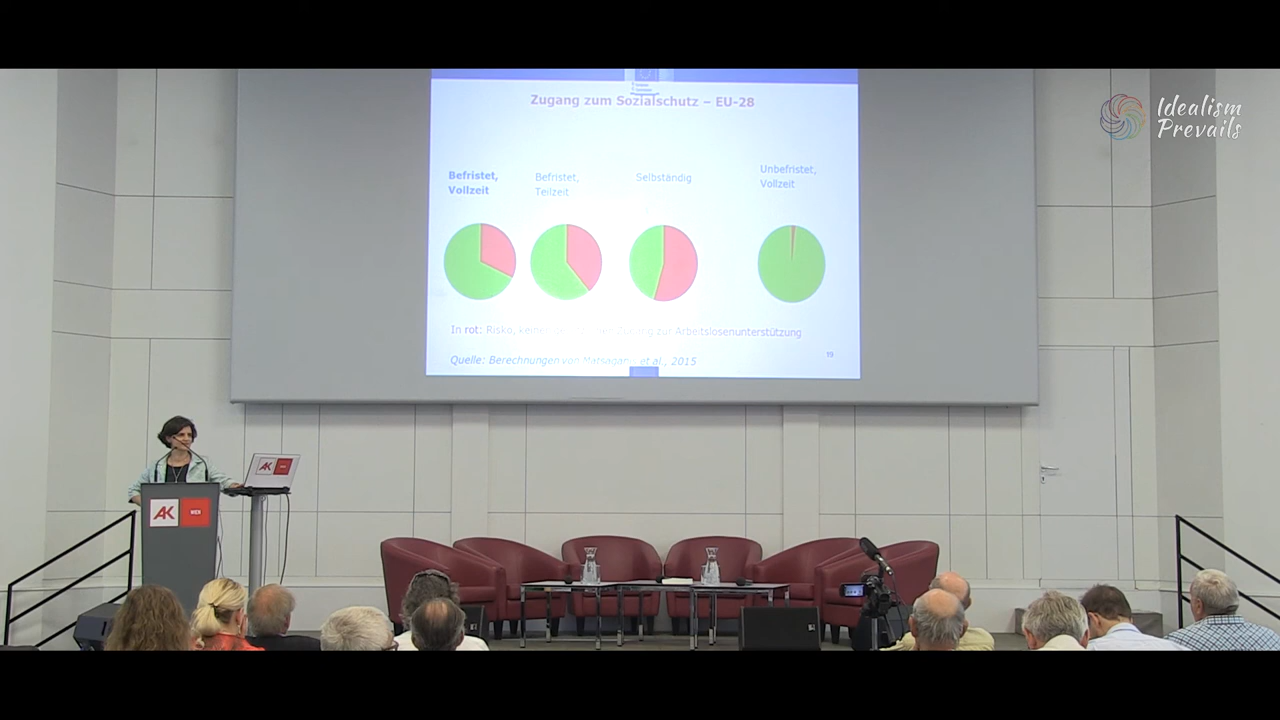 Idealism
Prevails
Zugang zum Sozialschutz – EU-28
Befristet,
Vollzeit
Befristet,
Teilzeit
Selbständig
Unbefristet,
Vollzeit
In rot: Risiko, zur Arbeitslosenunterstützung
Quelle: Berechnungen von Matsaganis et al., 2015
19
AK
WIEN
AK